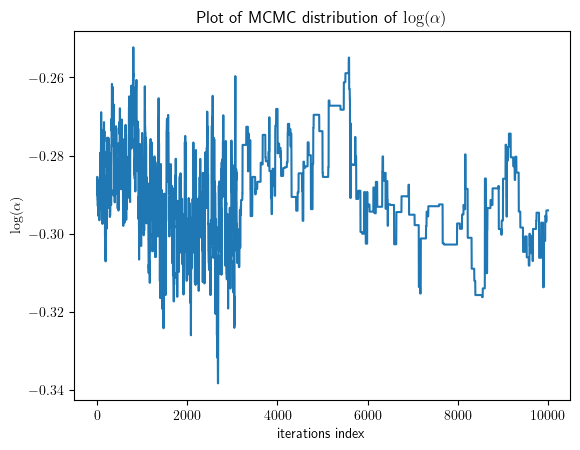 Plot of MCMC distribution of log(α)
log(α)
−0.26
−0.28
−0.30
−0.32
−0.34
0 2000 4000 6000 8000 10000
iterations index